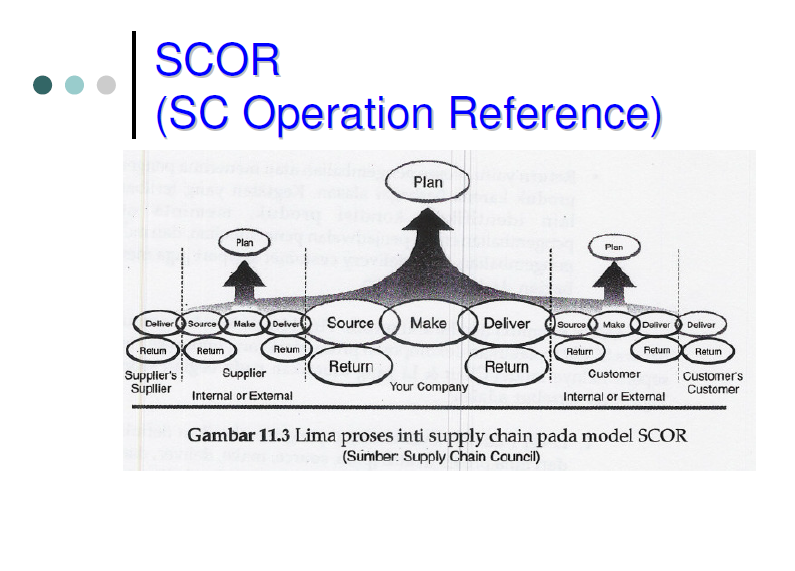 SCOR
(SC Operation Reference)
Plan
Plan
Plan
Deliver
Source
Make
Deliver
Source
Make
Deliver
Source
Make
Deliver
Deliver
Return
Return
Return
Return
Return
Return
Return
Return
Supplier's
Supllier
Supplier
Internal or External
Your Company
Customer
Internal or External
Customer's
Customer
Gambar 11.3 Lima proses inti supply chain pada model SCOR
(Sumber: Supply Chain Council)